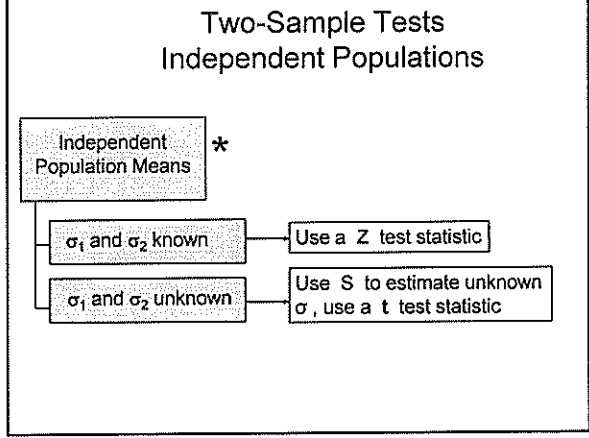 Two-Sample Tests
Independent Populations
Independent
Population Means
*
σ₁ and σ₂ known
Use a Z test statistic
σ₁ and σ₂ unknown
Use S to estimate unknown
σ , use a t test statistic